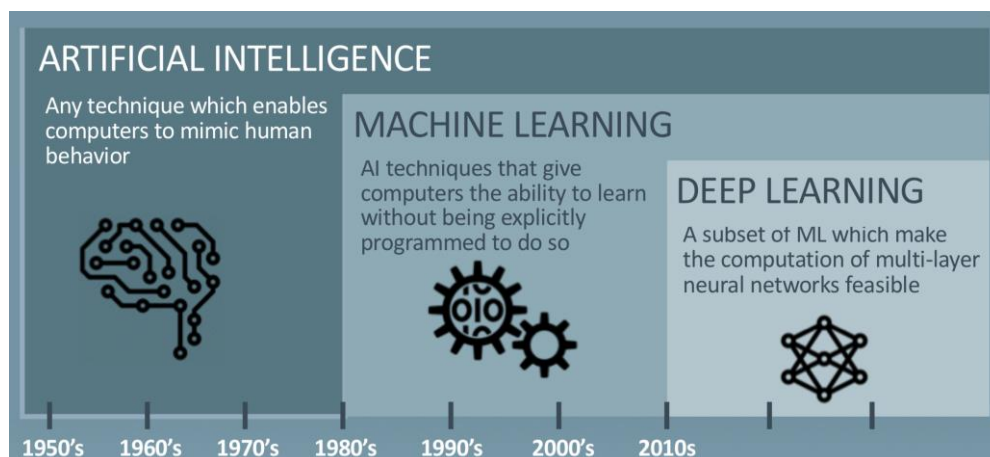 ARTIFICIAL INTELLIGENCE
Any technique which enables
computers to mimic human
behavior
MACHINE LEARNING
AI techniques that give
computers the ability to learn
without being explicitly
programmed to do so
DEEP LEARNING
A subset of ML which make
the computation of multi-layer
neural networks feasible
1950's 1960's 1970's 1980's 1990's 2000's 2010s